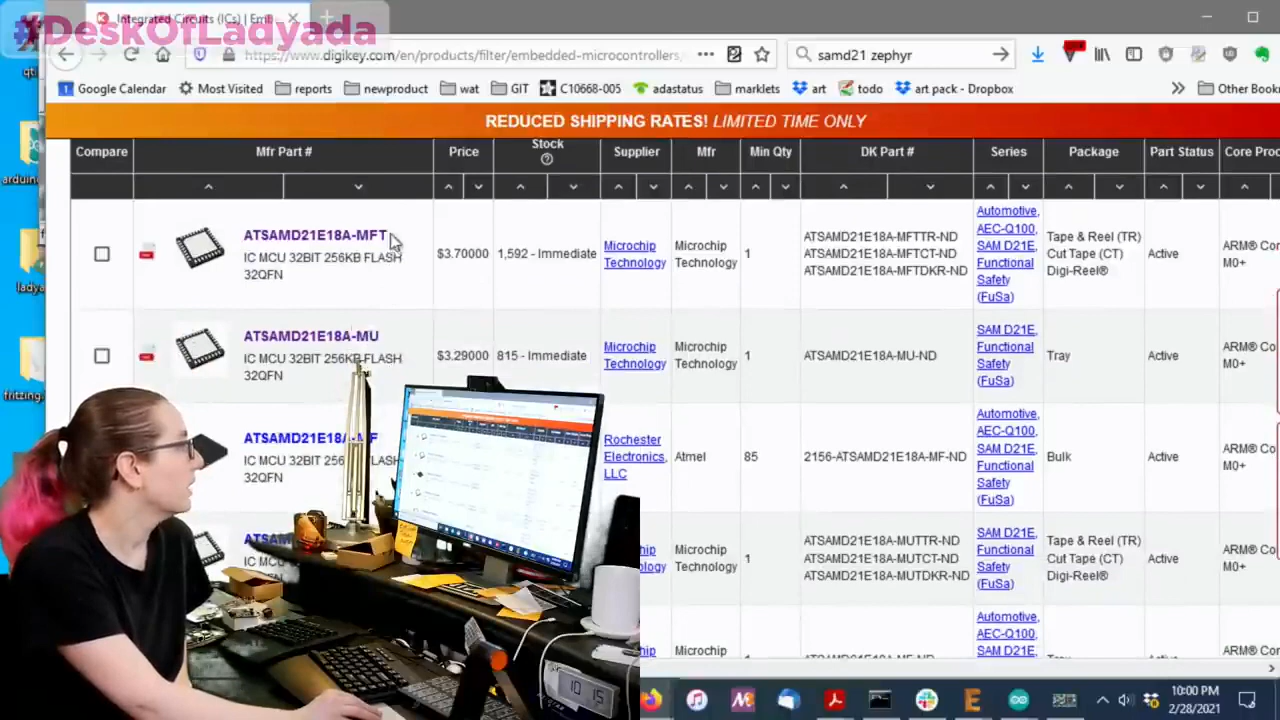 #DeskOfLadyada
Integrated Circuits (ICs) | Emb
https://www.digikey.com/en/products/filter/embedded-microcontrollers,
samd21 zephyr
Google Calendar
Most Visited
reports
newproduct
wat
GIT
C10668-005
adastatus
marklets
art
todo
art pack - Dropbox
Other Book
REDUCED SHIPPING RATES! LIMITED TIME ONLY
Compare
Mfr Part #
Price
Stock
Supplier
Mfr
Min Qty
DK Part #
Series
Package
Part Status
Core Proc
ATSAMD21E18A-MFT
IC MCU 32BIT 256KB FLASH
32QFN
$3.70000
1,592 - Immediate
Microchip
Technology
Microchip
Technology
1
ATSAMD21E18A-MFTTR-ND
ATSAMD21E18A-MFTCT-ND
ATSAMD21E18A-MFTDKR-ND
Automotive,
AEC-Q100,
SAM D21E,
Functional
Safety
(FuSa)
Tape & Reel (TR)
Cut Tape (CT)
Digi-Reel®
Active
ARM® Co
M0+
ATSAMD21E18A-MU
IC MCU 32BIT 256KB FLASH
32QFN
$3.29000
815 - Immediate
Microchip
Technology
Microchip
Technology
1
ATSAMD21E18A-MU-ND
SAM D21E,
Functional
Safety
(FuSa)
Tray
Active
ARM® Co
M0+
ATSAMD21E18A-MF
IC MCU 32BIT 256 FLASH
32QFN
Rochester
Electronics,
LLC
Atmel
85
2156-ATSAMD21E18A-MF-ND
Automotive,
AEC-Q100,
SAM D21E,
Functional
Safety
(FuSa)
Bulk
Active
ARM® Co
M0+
Microchip
Technology
1
ATSAMD21E18A-MUTTR-ND
ATSAMD21E18A-MUTCT-ND
ATSAMD21E18A-MUTDKR-ND
SAM D21E,
Functional
Safety
(FuSa)
Tape & Reel (TR)
Cut Tape (CT)
Digi-Reel®
Active
ARM® Co
M0+
Microchip
Automotive,
AEC-Q100,
10:00 PM
2/28/2021
10 15